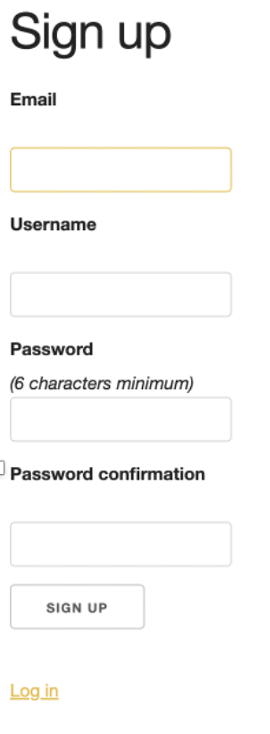 Sign up
Email
Username
Password
(6 characters minimum)
Password confirmation
SIGN UP
Log in